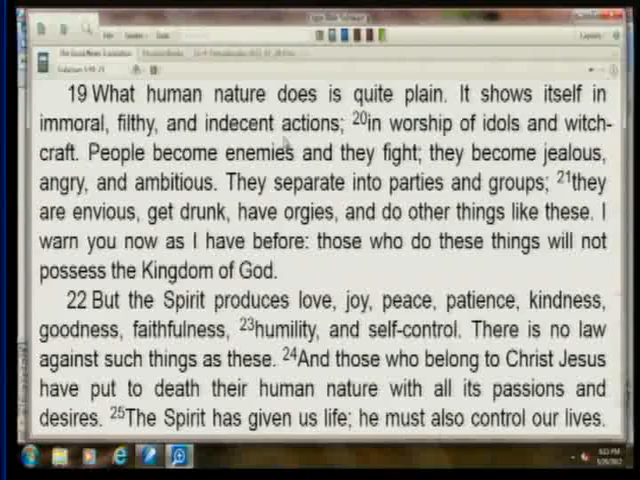 19 What human nature does is quite plain. It shows itself in
immoral, filthy, and indecent actions; 20in worship of idols and witch-
craft. People become enemies and they fight; they become jealous,
angry, and ambitious. They separate into parties and groups; 21they
are envious, get drunk, have orgies, and do other things like these. I
warn you now as I have before: those who do these things will not
possess the Kingdom of God.
22 But the Spirit produces love, joy, peace, patience, kindness,
goodness, faithfulness, 23humility, and self-control. There is no law
against such things as these. 24And those who belong to Christ Jesus
have put to death their human nature with all its passions and
desires. 25The Spirit has given us life; he must also control our lives.